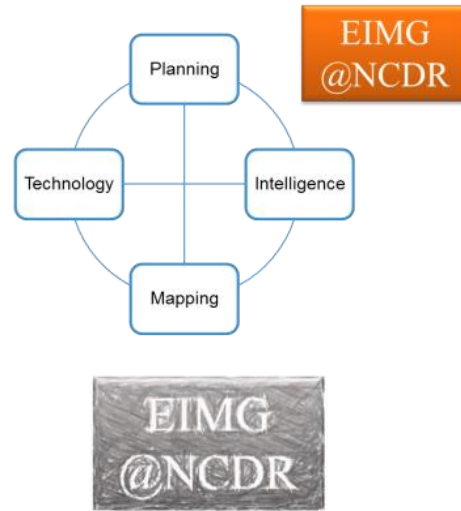 EIMG
@NCDR
Planning
Technology
Intelligence
Mapping
EIMG
@NCDR